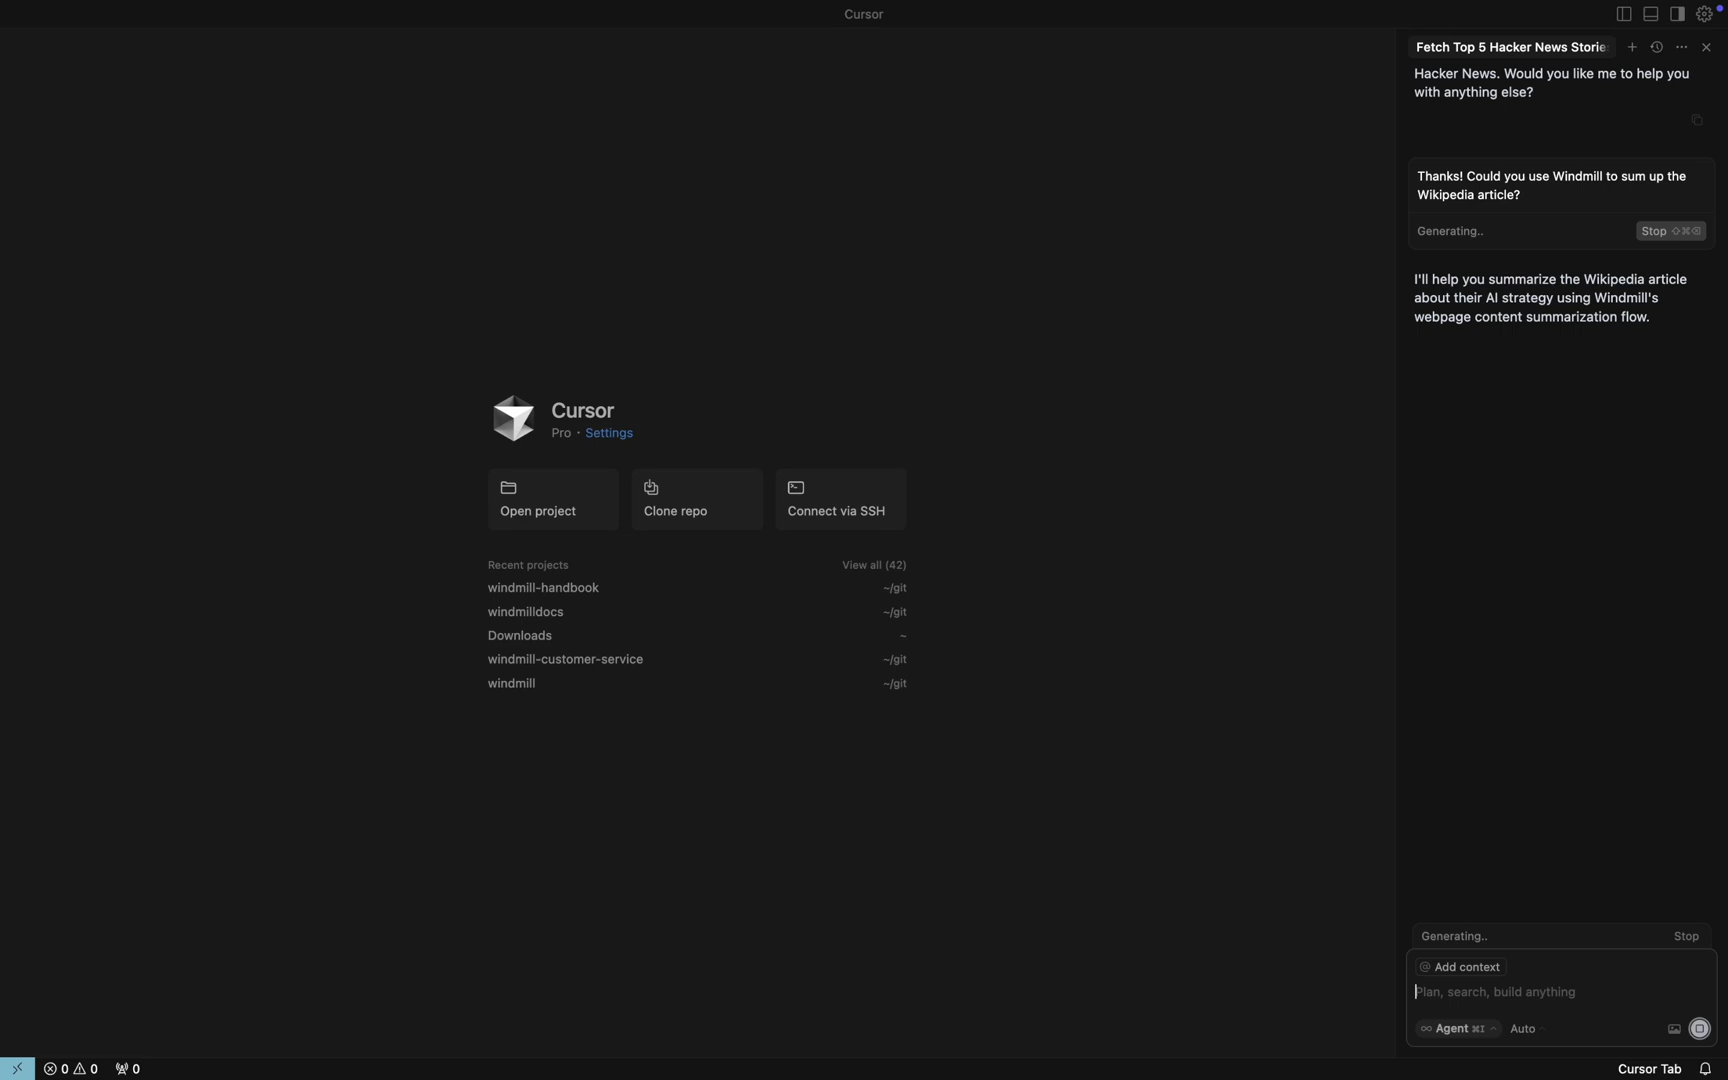 Cursor
Fetch Top 5 Hacker News Storie
Hacker News. Would you like me to help you
with anything else?
Thanks! Could you use Windmill to sum up the
Wikipedia article?
Generating..
Stop ⇧⌘⌫
I'll help you summarize the Wikipedia article
about their AI strategy using Windmill's
webpage content summarization flow.
Cursor
Pro · Settings
Open project
Clone repo
Connect via SSH
Recent projects
View all (42)
windmill-handbook ~/git
windmilldocs ~/git
Downloads ~
windmill-customer-service ~/git
windmill ~/git
Generating..
Stop
@ Add context
Plan, search, build anything
∞ Agent ⌘I
Auto
0 0 0
Cursor Tab